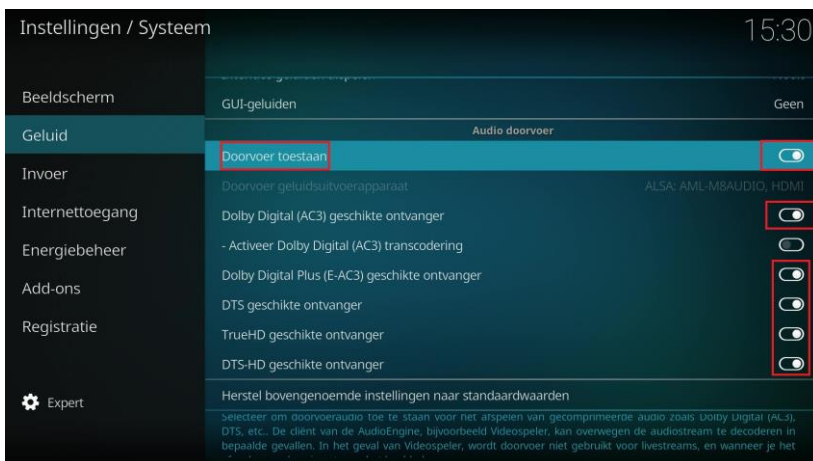 Instellingen / Systeem
15:30
Beeldscherm
Geluid
Invoer
Internettoegang
Energiebeheer
Add-ons
Registratie
Expert
GUI-geluiden Geen
Audio doorvoer
Doorvoer toestaan
Doorvoer geluidsuitvoerapparaat ALSA: AML-M8AUDIO, HDMI
Dolby Digital (AC3) geschikte ontvanger
- Activeer Dolby Digital (AC3) transcodering
Dolby Digital Plus (E-AC3) geschikte ontvanger
DTS geschikte ontvanger
TrueHD geschikte ontvanger
DTS-HD geschikte ontvanger
Herstel bovengenoemde instellingen naar standaardwaarden
Selecteer om doorvoeraudio toe te staan voor het afspelen van gecomprimeerde audio zoals Dolby Digital (AC3),
DTS, etc.. De cliënt van de AudioEngine, bijvoorbeeld Videospeler, kan overwegen de audiostream te decoderen in
bepaalde gevallen. In het geval van Videospeler, wordt doorvoer niet gebruikt voor livestreams, en wanneer je het